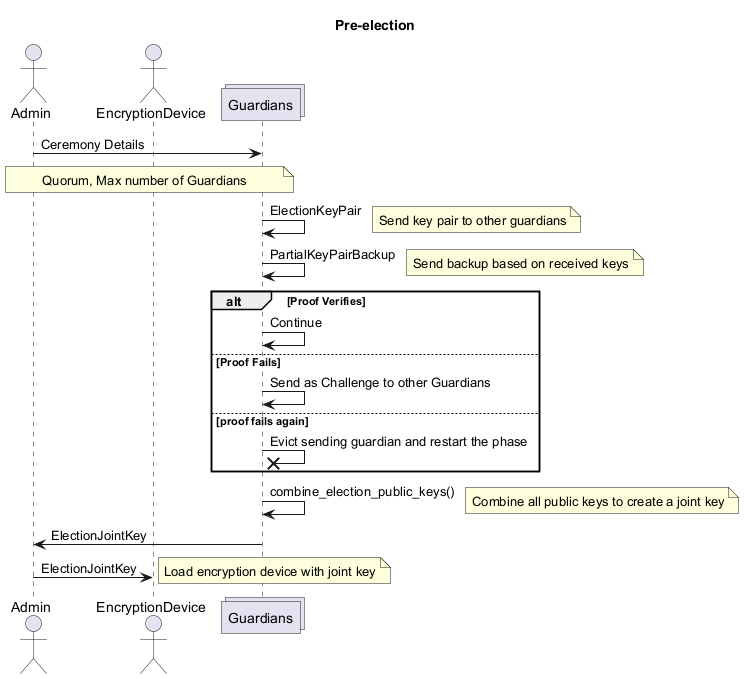 Pre-election
Admin
EncryptionDevice
Guardians
Ceremony Details
Quorum, Max number of Guardians
ElectionKeyPair
Send key pair to other guardians
PartialKeyPairBackup
Send backup based on received keys
alt [Proof Verifies]
Continue
[Proof Fails]
Send as Challenge to other Guardians
[proof fails again]
Evict sending guardian and restart the phase
combine_election_public_keys()
Combine all public keys to create a joint key
ElectionJointKey
ElectionJointKey
Load encryption device with joint key
Admin
EncryptionDevice
Guardians